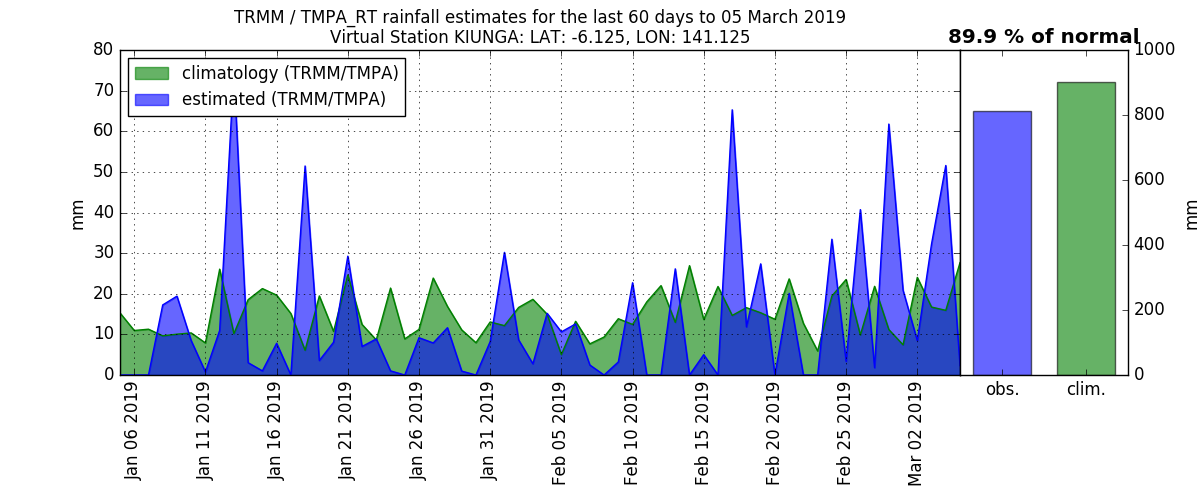 TRMM / TMPA_RT rainfall estimates for the last 60 days to 05 March 2019
Virtual Station KIUNGA: LAT: -6.125, LON: 141.125
89.9 % of normal
climatology (TRMM/TMPA)
estimated (TRMM/TMPA)
80
70
60
50
40
30
20
10
0
mm
Jan 06 2019
Jan 11 2019
Jan 16 2019
Jan 21 2019
Jan 26 2019
Jan 31 2019
Feb 05 2019
Feb 10 2019
Feb 15 2019
Feb 20 2019
Feb 25 2019
Mar 02 2019
obs.
clim.
1000
800
600
400
200
0
mm